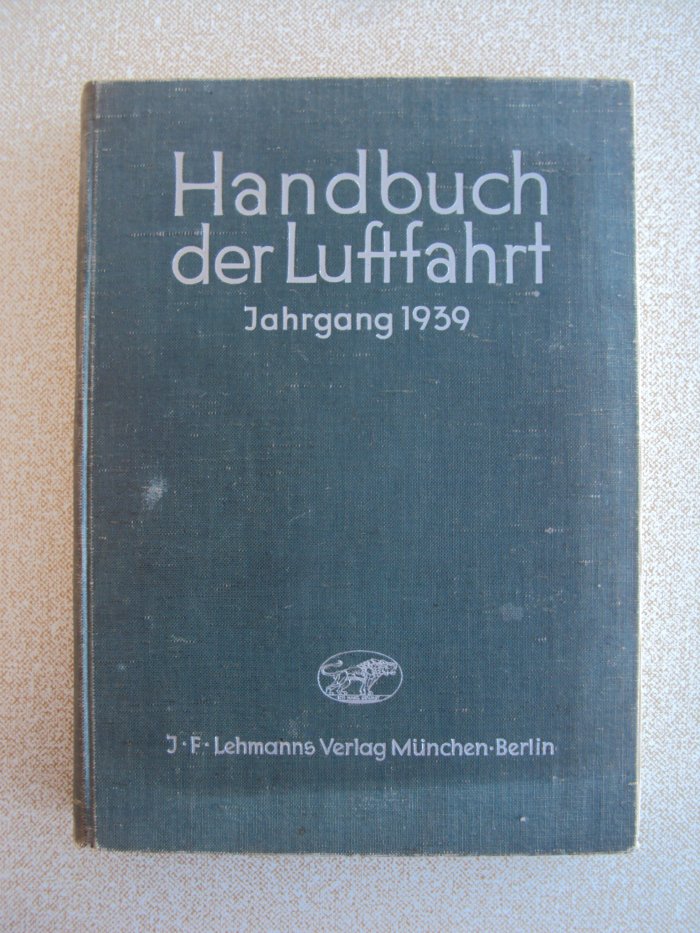 Handbuch
der Luftfahrt
Jahrgang 1939
J·F·Lehmanns Verlag München·Berlin